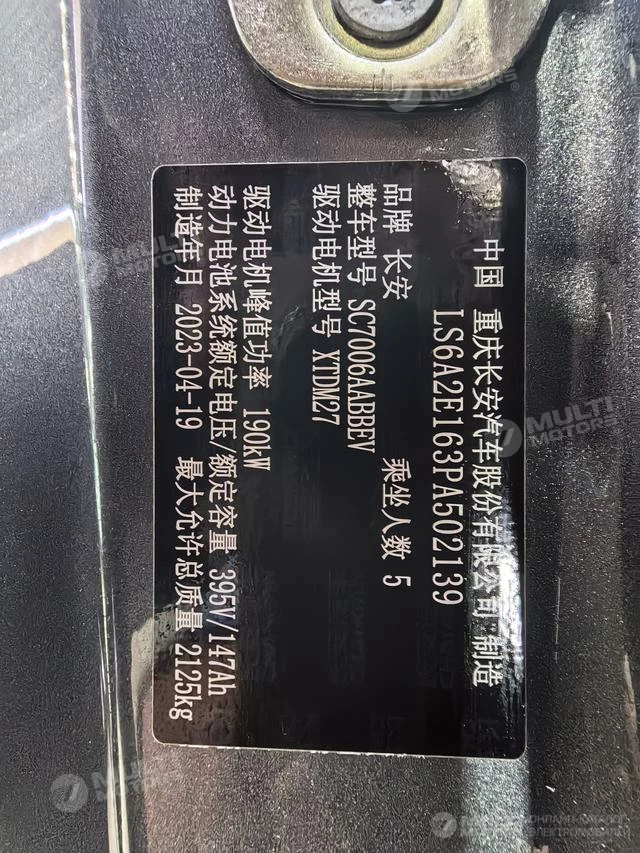 中国 重庆长安汽车股份有限公司 制造
LS6A2E163PA502139
品牌 长安 乘坐人数 5
整车型号 SC7006AABBEV
驱动电机型号 XTDM27
驱动电机峰值功率 190kW
动力电池系统额定电压/额定容量 395V/147Ah
制造年月 2023-04-19 最大允许总质量 2125kg
7 MULTI MOTORS
ОНЛАЙН-КАТАЛОГ
ЭЛЕКТРОМОБИЛЕЙ